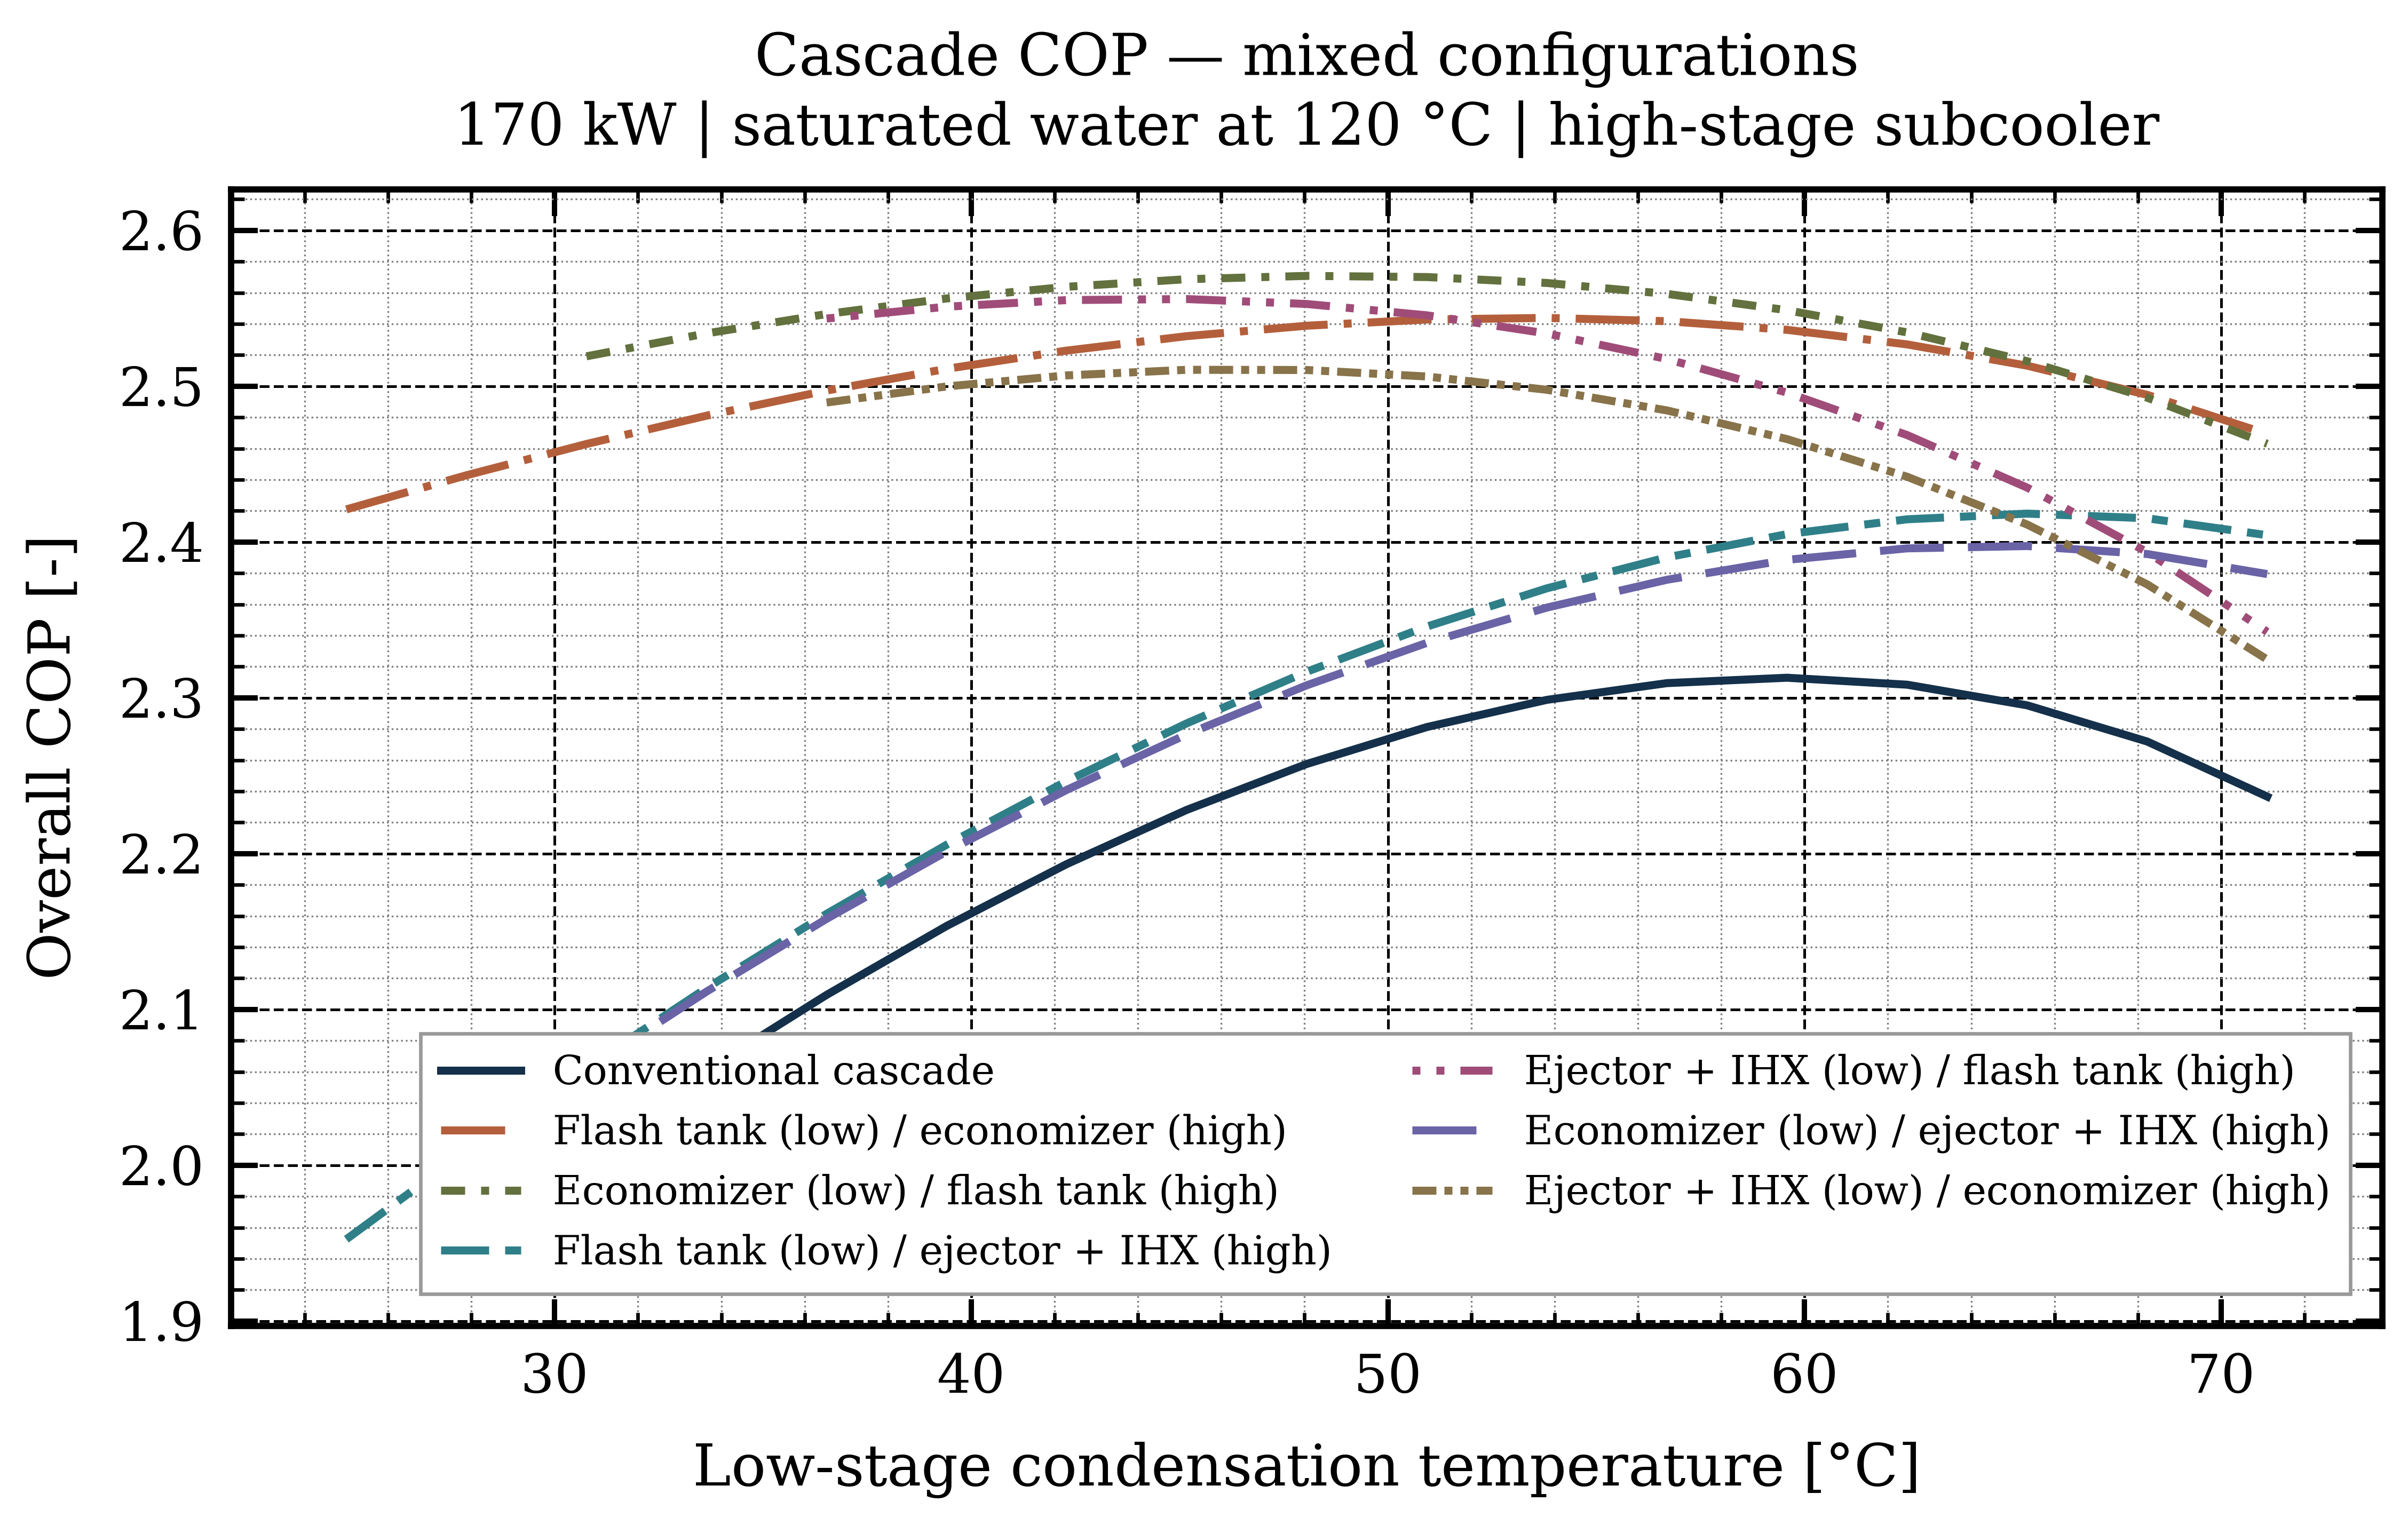 Cascade COP — mixed configurations
170 kW | saturated water at 120 °C | high-stage subcooler
Overall COP [-]
2.6
2.5
2.4
2.3
2.2
2.1
2.0
1.9
Conventional cascade
Flash tank (low) / economizer (high)
Economizer (low) / flash tank (high)
Flash tank (low) / ejector + IHX (high)
Ejector + IHX (low) / flash tank (high)
Economizer (low) / ejector + IHX (high)
Ejector + IHX (low) / economizer (high)
30 40 50 60 70
Low-stage condensation temperature [°C]